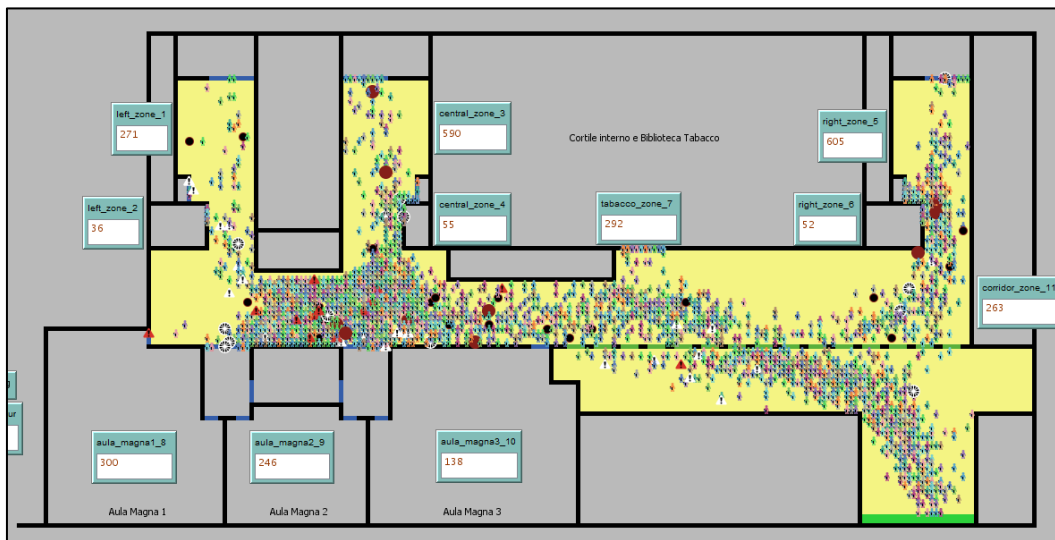 left_zone_1
271
central_zone_3
590
Cortile interno e Biblioteca Tabacco
right_zone_5
605
left_zone_2
36
central_zone_4
55
tabacco_zone_7
292
right_zone_6
52
corridor_zone_11
263
ur
aula_magna1_8
300
aula_magna2_9
246
aula_magna3_10
138
Aula Magna 1
Aula Magna 2
Aula Magna 3